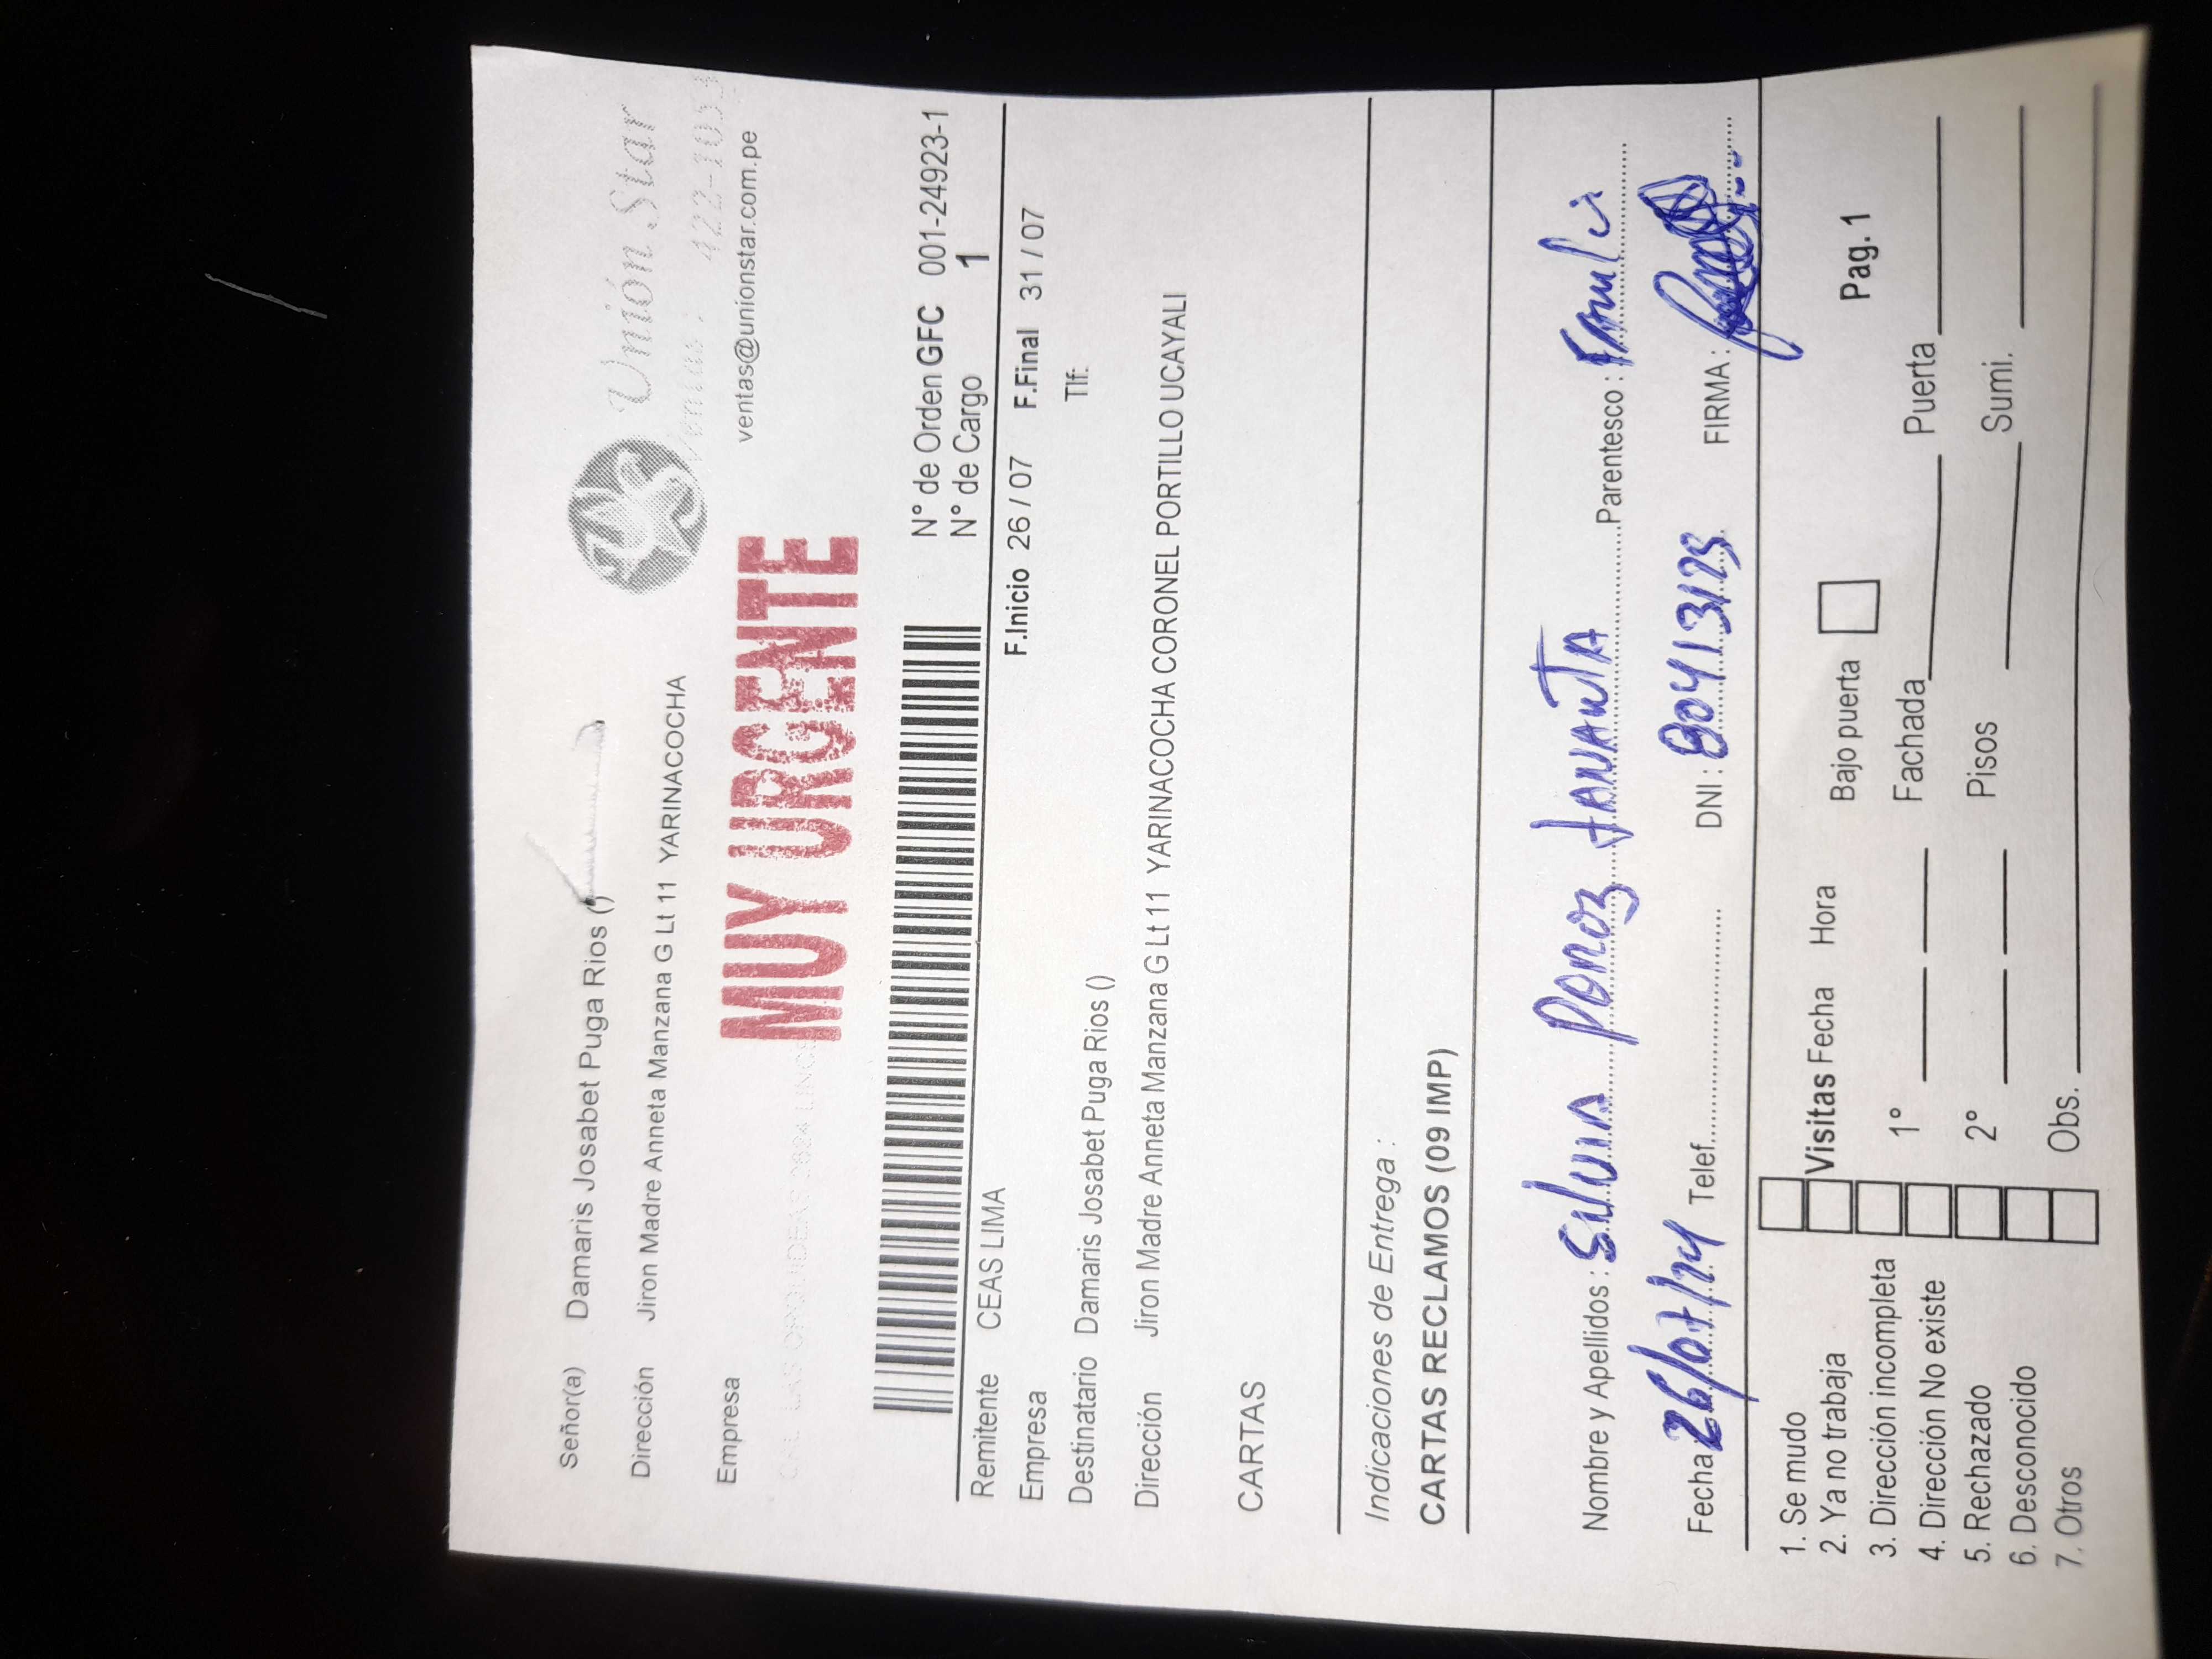 Señor(a) Damaris Josabet Puga Rios ()
Unión Star
Ventas : 422-105
Dirección Jiron Madre Anneta Manzana G Lt 11 YARINACOCHA
ventas@unionstar.com.pe
Empresa
MUY URGENTE
N° de Orden GFC 001-24923-1
N° de Cargo 1
Remitente CEAS LIMA
F.Inicio 26 / 07 F.Final 31 / 07
Empresa
Tlf:
Destinatario Damaris Josabet Puga Rios ()
Dirección Jiron Madre Anneta Manzana G Lt 11 YARINACOCHA CORONEL PORTILLO UCAYALI
CARTAS
Indicaciones de Entrega :
CARTAS RECLAMOS (09 IMP)
Nombre y Apellidos : Silvia Parentesco :
Fecha 26/07/24 Telef. DNI : 80413123 FIRMA :
1. Se mudo
2. Ya no trabaja
3. Dirección incompleta
4. Dirección No existe
5. Rechazado
6. Desconocido
7. Otros
Visitas Fecha Hora Bajo puerta Pag. 1
1° Fachada Puerta
2° Pisos Sumi.
Obs.